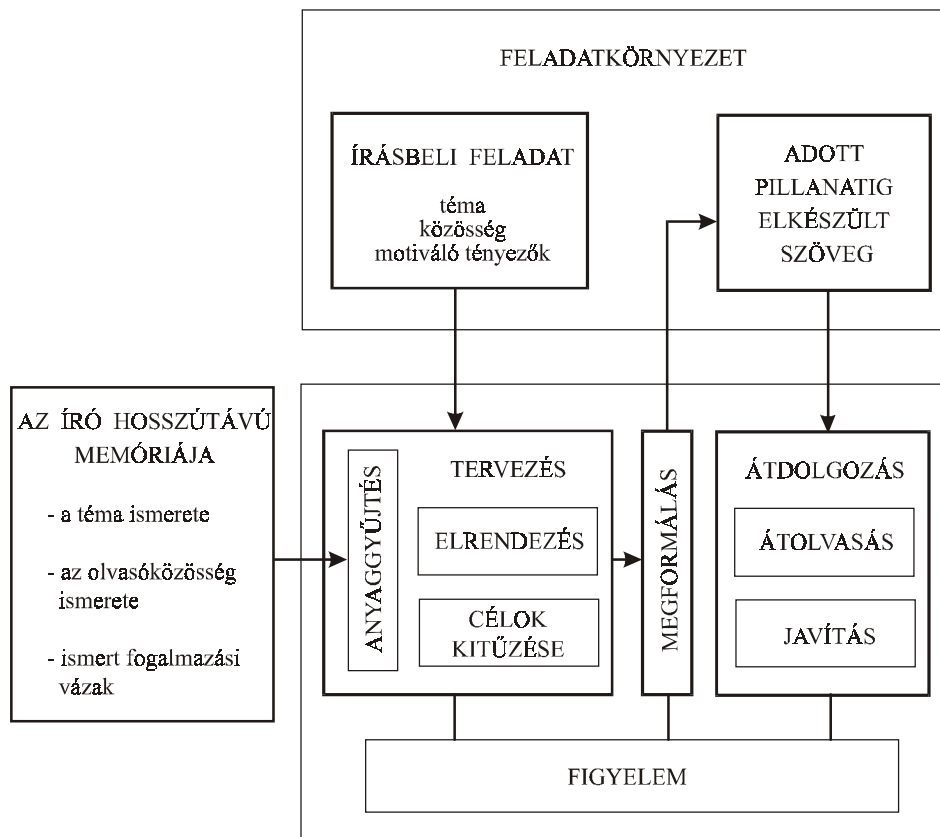 FELADATKÖRNYEZET
ÍRÁSBELI FELADAT
téma
közösség
motiváló tényezők
ADOTT
PILLANATIG
ELKÉSZÜLT
SZÖVEG
AZ ÍRÓ HOSSZÚTÁVÚ
MEMÓRIÁJA
- a téma ismerete
- az olvasóközösség
ismerete
- ismert fogalmazási
vázak
ANYAGGYŰJTÉS
TERVEZÉS
ELRENDEZÉS
CÉLOK
KITŰZÉSE
MEGFORMÁLÁS
ÁTDOLGOZÁS
ÁTOLVASÁS
JAVÍTÁS
FIGYELEM